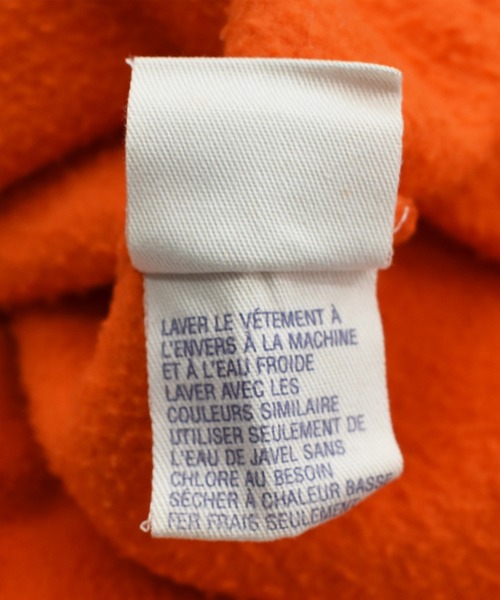 LAVER LE VÉTEMENT À
L'ENVERS À LA MACHINE
ET À L'EAU FROIDE
LAVER AVEC LES
COULEURS SIMILAIRE
UTILISER SEULEMENT DE
L'EAU DE JAVEL SANS
CHLORE AU BESOIN
SÉCHER À CHALEUR BASSE
FER FRAIS SEULEMENT